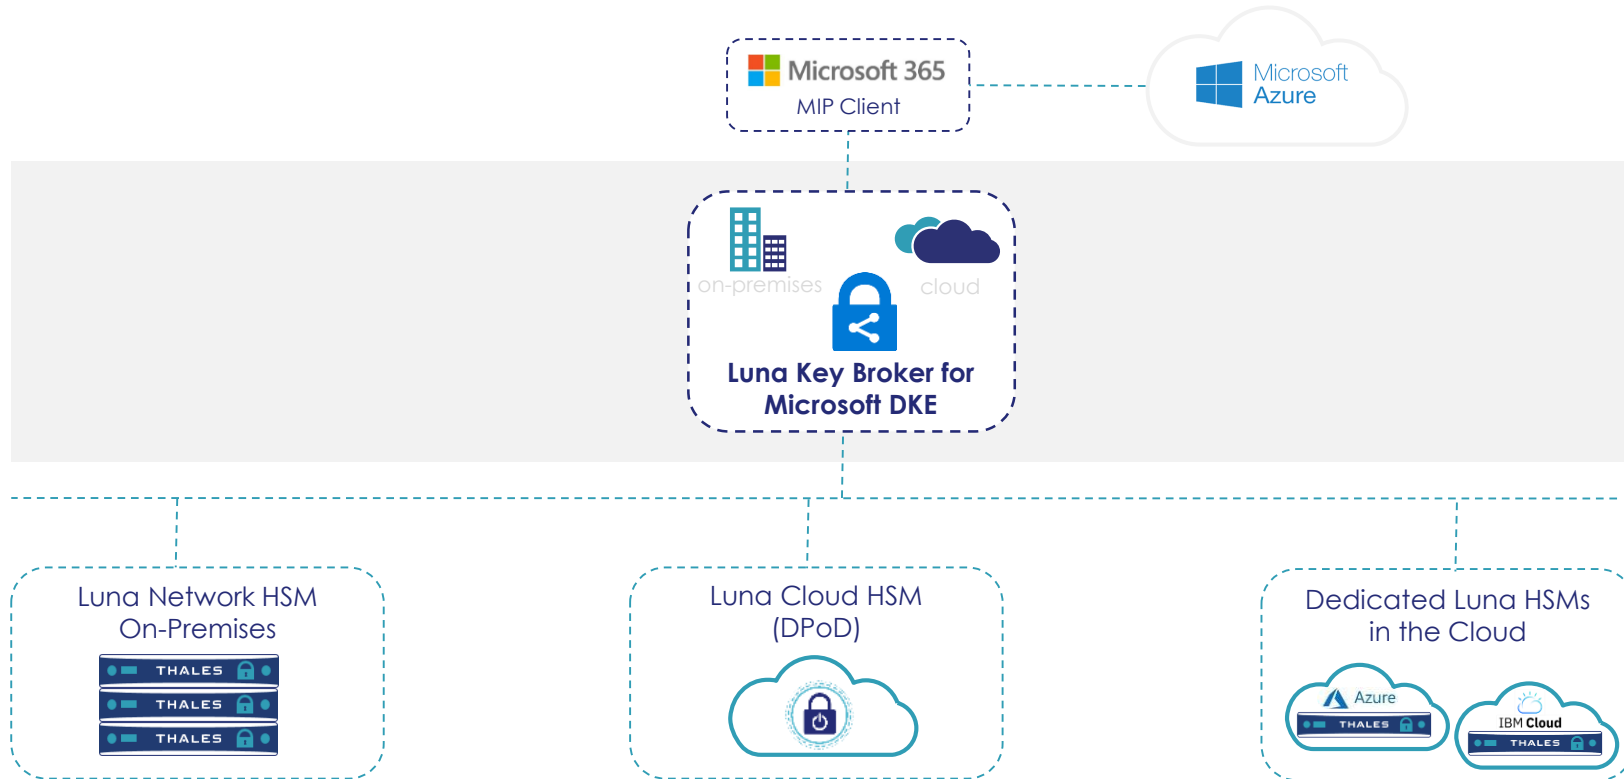 Microsoft 365
MIP Client
Microsoft
Azure
on-premises
cloud
Luna Key Broker for
Microsoft DKE
Luna Network HSM
On-Premises
THALES
THALES
THALES
Luna Cloud HSM
(DPoD)
Dedicated Luna HSMs
in the Cloud
Azure
THALES
IBM Cloud
THALES